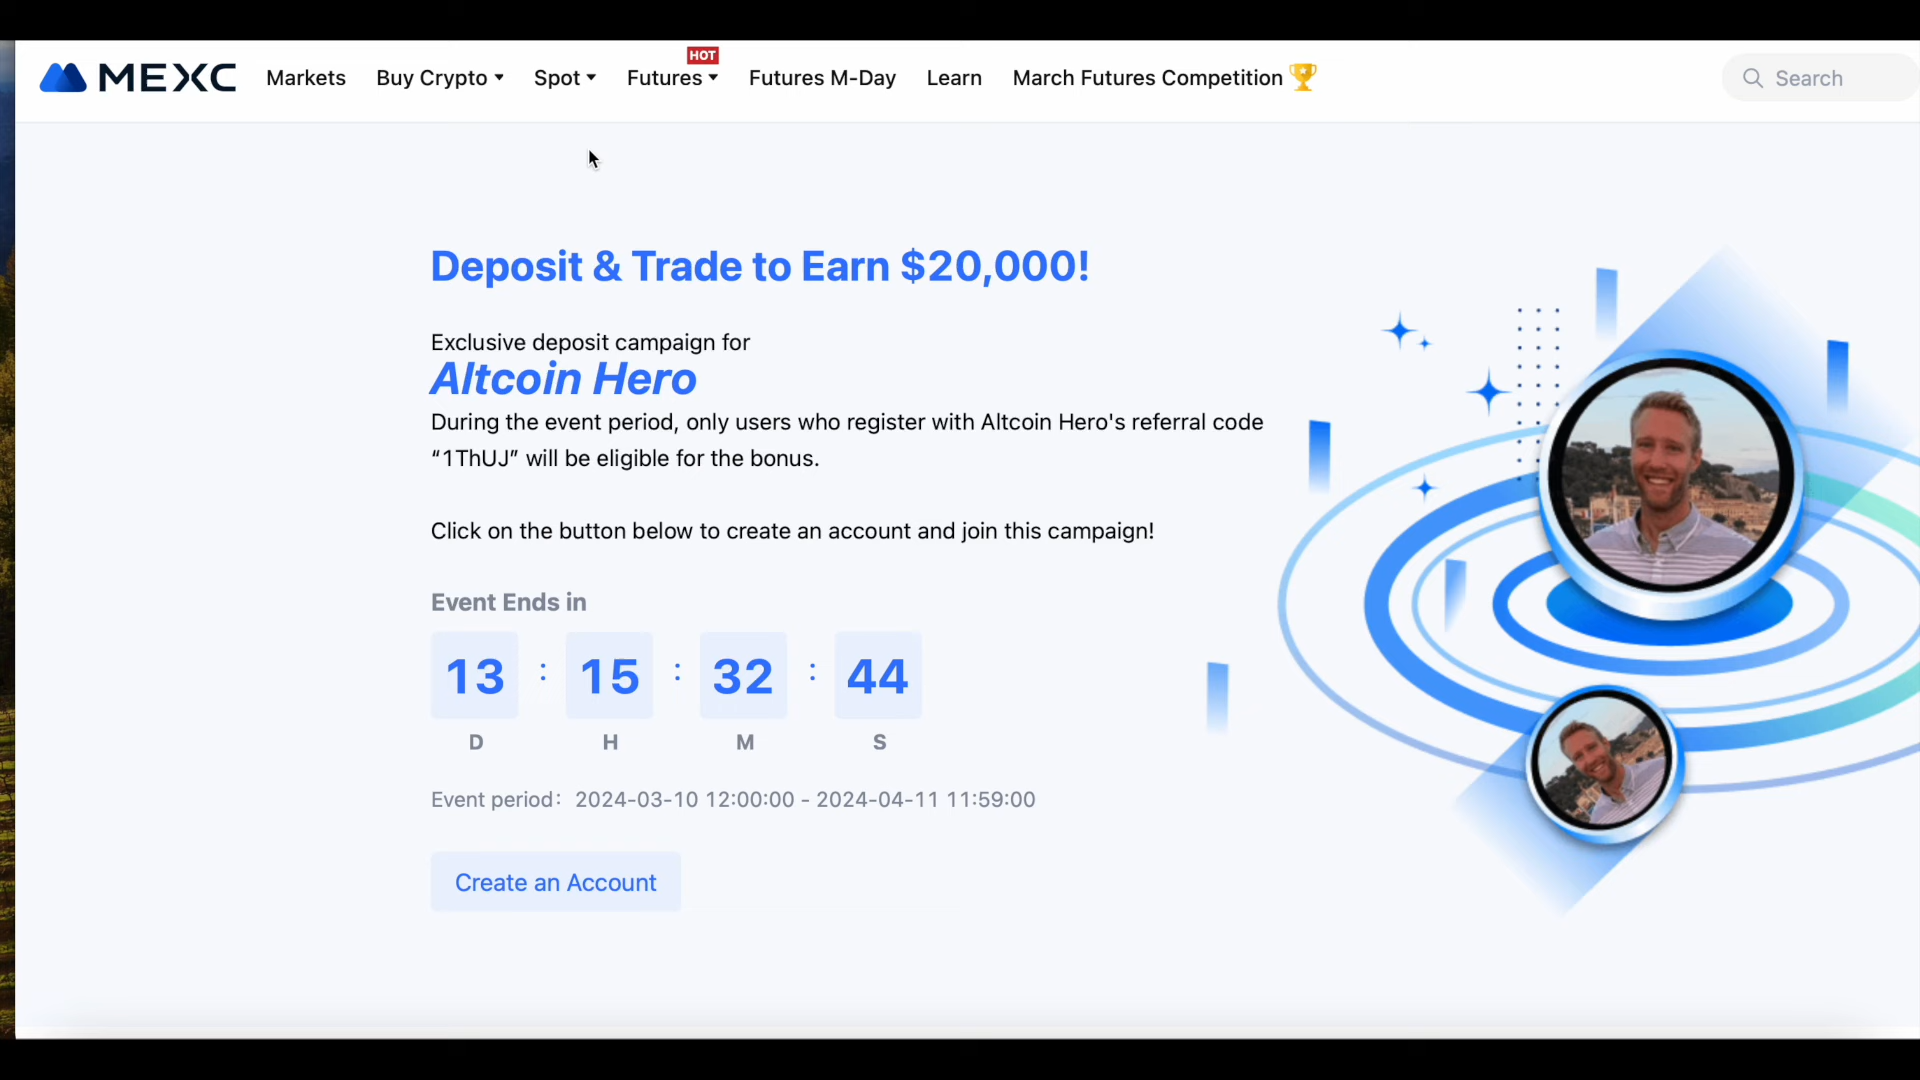 HOT
MEXC Markets Buy Crypto Spot Futures Futures M-Day Learn March Futures Competition Search
Deposit & Trade to Earn $20,000!
Exclusive deposit campaign for
Altcoin Hero
During the event period, only users who register with Altcoin Hero's referral code
“1ThUJ” will be eligible for the bonus.
Click on the button below to create an account and join this campaign!
Event Ends in
13 : 15 : 32 : 44
D H M S
Event period: 2024-03-10 12:00:00 - 2024-04-11 11:59:00
Create an Account